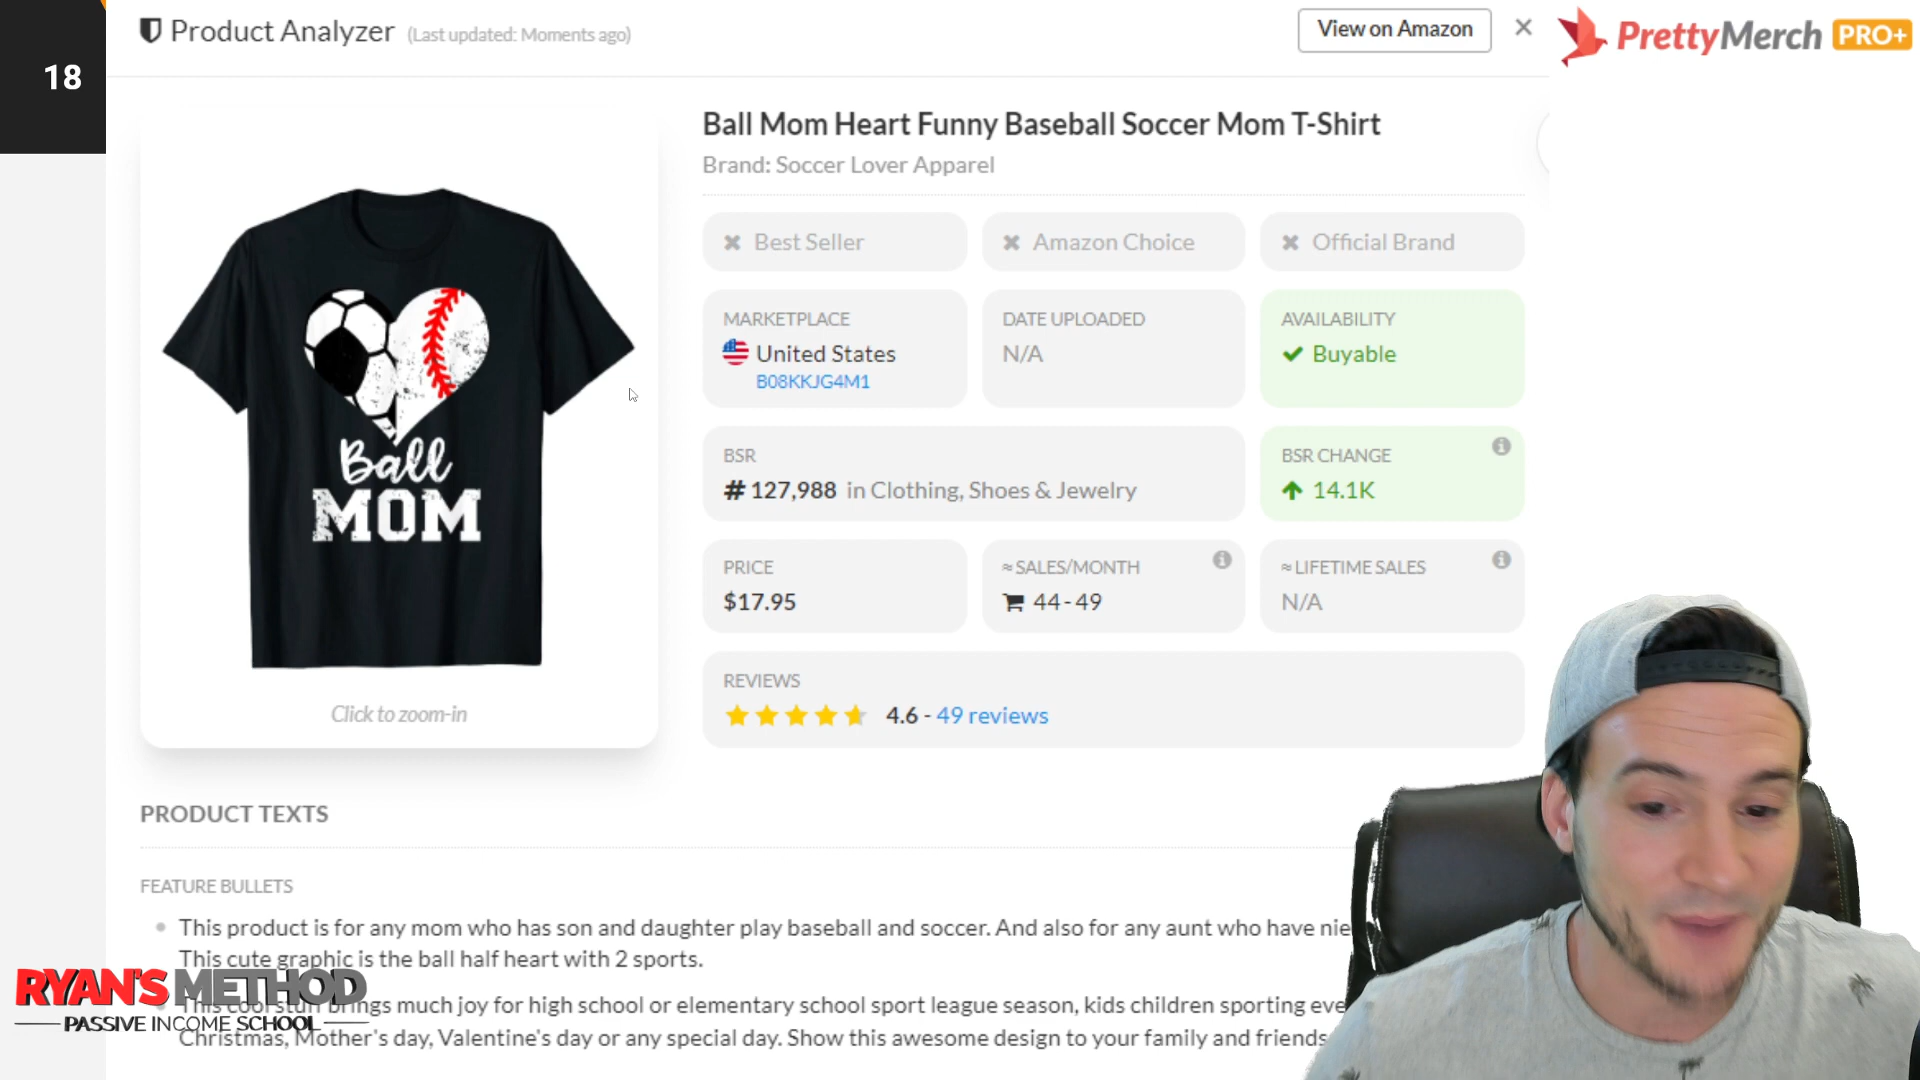 18
Product Analyzer (Last updated: Moments ago)
View on Amazon
PrettyMerch PRO+
Ball Mom Heart Funny Baseball Soccer Mom T-Shirt
Brand: Soccer Lover Apparel
Best Seller
Amazon Choice
Official Brand
MARKETPLACE
United States
B08KKJG4M1
DATE UPLOADED
N/A
AVAILABILITY
Buyable
BSR
# 127,988 in Clothing, Shoes & Jewelry
BSR CHANGE
14.1K
PRICE
$17.95
≈ SALES/MONTH
44 - 49
≈ LIFETIME SALES
N/A
REVIEWS
4.6 - 49 reviews
Ball
MOM
Click to zoom-in
PRODUCT TEXTS
FEATURE BULLETS
This product is for any mom who has son and daughter play baseball and soccer. And also for any aunt who have
This cute graphic is the ball half heart with 2 sports.
This cool stuff brings much joy for high school or elementary school sport league season, kids children sporting
Christmas, Mother's day, Valentine's day or any special day. Show this awesome design to your family and friends
RYAN'S METHOD
PASSIVE INCOME SCHOOL